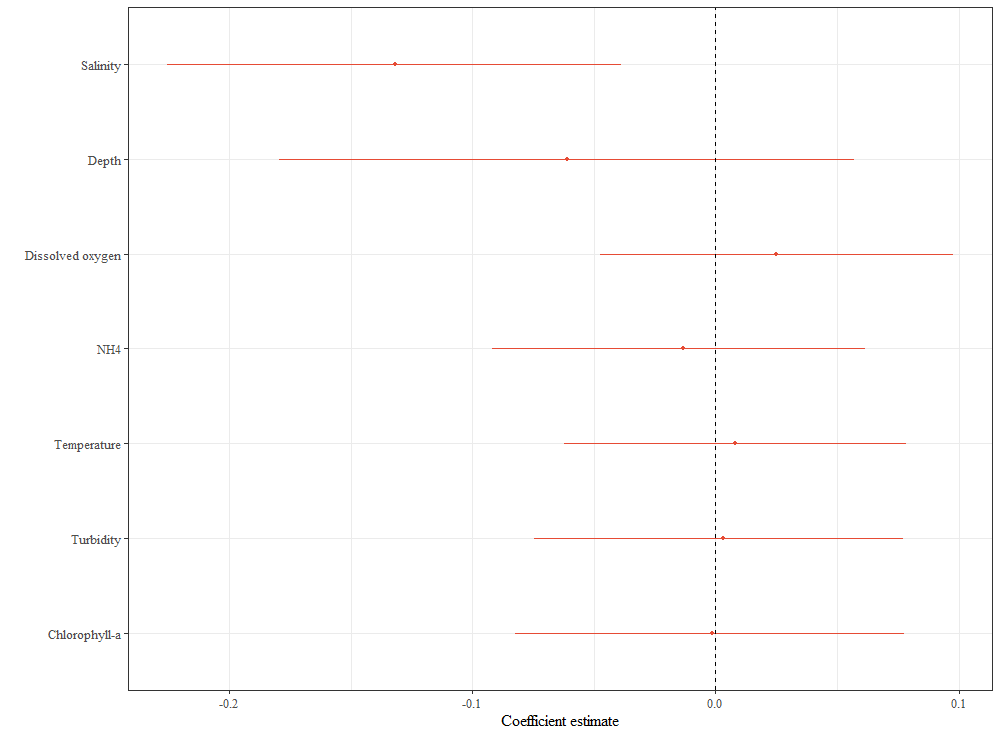 Salinity
Depth
Dissolved oxygen
NH4
Temperature
Turbidity
Chlorophyll-a
-0.2 -0.1 0.0 0.1
Coefficient estimate